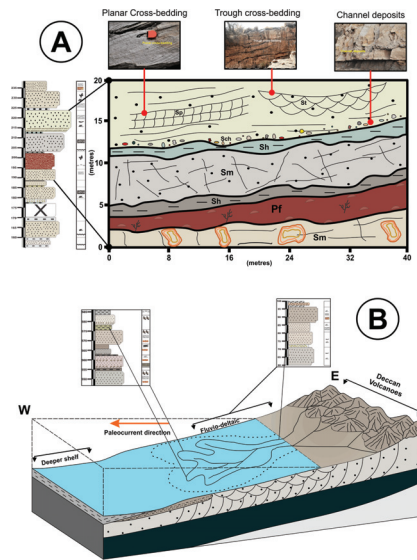 Planar Cross-bedding
Trough cross-bedding
Channel deposits
A
20
15
10
5
0
(metres)
Sp
St
Sch
Sh
Sm
Sh
Pf
Sm
0
8
16
24
32
40
(metres)
B
W
E
Deccan
Volcanoes
Fluvio-deltaic
Paleocurrent direction
Deeper shelf